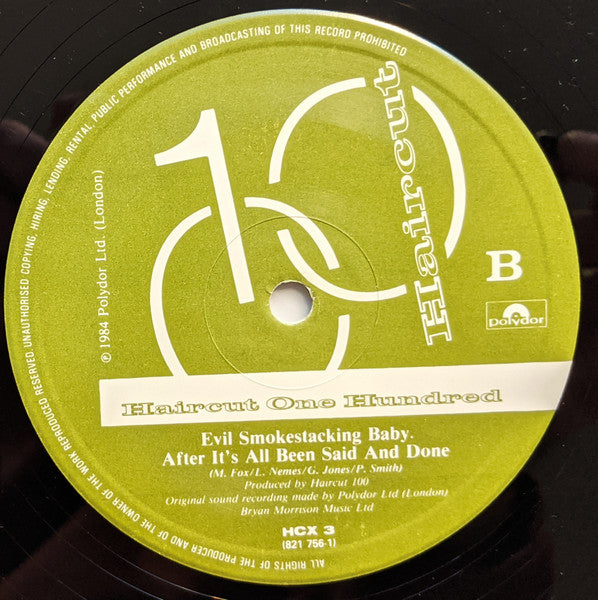 ALL RIGHTS OF THE PRODUCER AND OF THE OWNER OF THE WORK REPRODUCED RESERVED. UNAUTHORISED COPYING, HIRING, LENDING, RENTAL, PUBLIC PERFORMANCE AND BROADCASTING OF THIS RECORD PROHIBITED
100
Haircut
℗ 1984 Polydor Ltd. (London)
B
polydor
Haircut One Hundred
Evil Smokestacking Baby.
After It's All Been Said And Done
(M. Fox/L. Nemes/G. Jones/P. Smith)
Produced by Haircut 100
Original sound recording made by Polydor Ltd (London)
Bryan Morrison Music Ltd
HCX 3
(821 756-1)